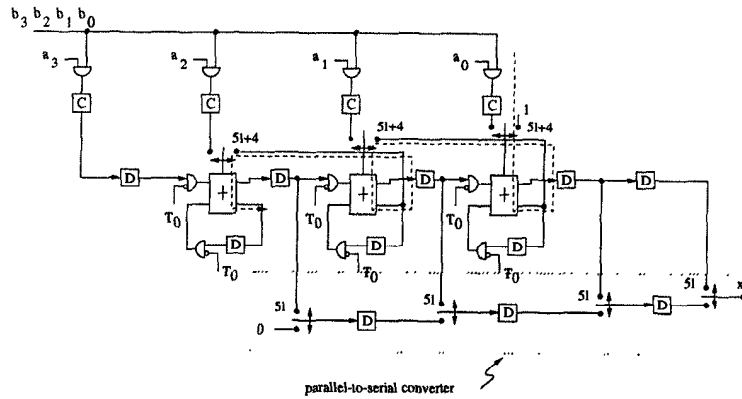 b3 b2 b1 b0
a3 a2 a1 a0
C C C C
1
5l+4 5l+4 5l+4
D + D + D + D D
T0 T0 T0
D D D
T0 T0 T0
5l 5l 5l 5l x
0 D D D
parallel-to-serial converter